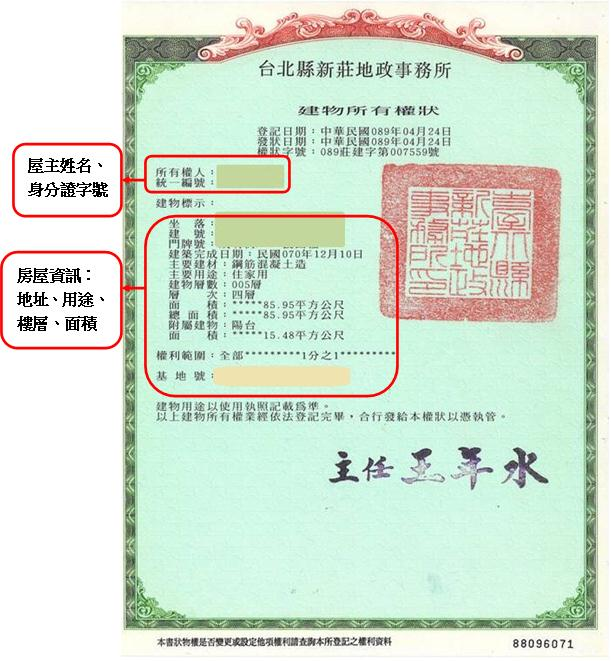 台北縣新莊地政事務所
建物所有權狀
登記日期：中華民國089年04月24日
發狀日期：中華民國089年04月24日
權狀字號：089莊建字第007559號
屋主姓名、
身分證字號
所有權人：
統一編號：
建物標示：
坐　　落：
建　　號：
門牌號：
建築完成日期：民國070年12月10日
主要建材：鋼筋混凝土造
主要用途：住家用
建物層數：005層
層　　次：四層
面　　積：*****85.95平方公尺
總 面 積：*****85.95平方公尺
附屬建物：陽台
面　　積：*****15.48平方公尺
權利範圍：全部*********1分之1*********
基 地 號：
房屋資訊：
地址、用途、
樓層、面積
臺北縣
新莊地政
事務所印
建物用途以使用執照記載為準。
以上建物所有權業經依法登記完畢，合行發給本權狀以憑執管。
主任王年水
本書狀物權是否變更或設定他項權利請查詢本所登記之權利資料
88096071